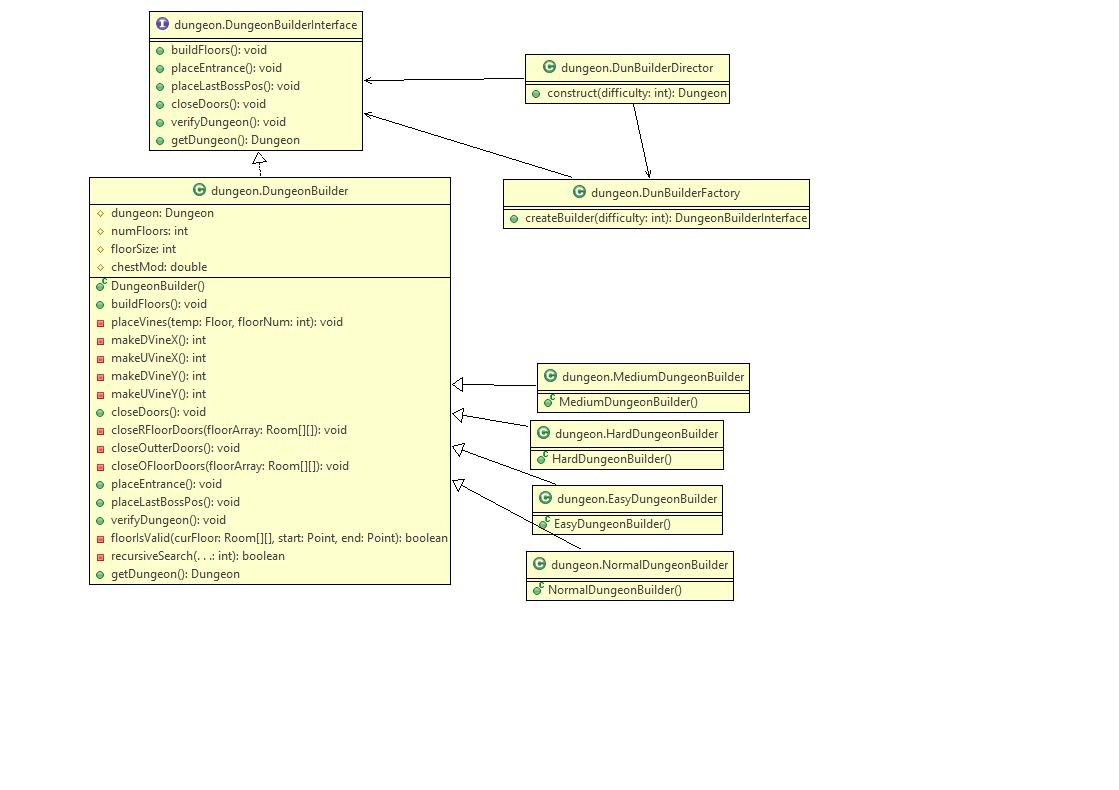 dungeon.DungeonBuilderInterface
buildFloors(): void
placeEntrance(): void
placeLastBossPos(): void
closeDoors(): void
verifyDungeon(): void
getDungeon(): Dungeon
dungeon.DunBuilderDirector
construct(difficulty: int): Dungeon
dungeon.DunBuilderFactory
createBuilder(difficulty: int): DungeonBuilderInterface
dungeon.DungeonBuilder
dungeon: Dungeon
numFloors: int
floorSize: int
chestMod: double
DungeonBuilder()
buildFloors(): void
placeVines(temp: Floor, floorNum: int): void
makeDVineX(): int
makeUVineX(): int
makeDVineY(): int
makeUVineY(): int
closeDoors(): void
closeRFloorDoors(floorArray: Room[][]): void
closeOutterDoors(): void
closeOFloorDoors(floorArray: Room[][]): void
placeEntrance(): void
placeLastBossPos(): void
verifyDungeon(): void
floorIsValid(curFloor: Room[][], start: Point, end: Point): boolean
recursiveSearch(. . .: int): boolean
getDungeon(): Dungeon
dungeon.MediumDungeonBuilder
MediumDungeonBuilder()
dungeon.HardDungeonBuilder
HardDungeonBuilder()
dungeon.EasyDungeonBuilder
EasyDungeonBuilder()
dungeon.NormalDungeonBuilder
NormalDungeonBuilder()